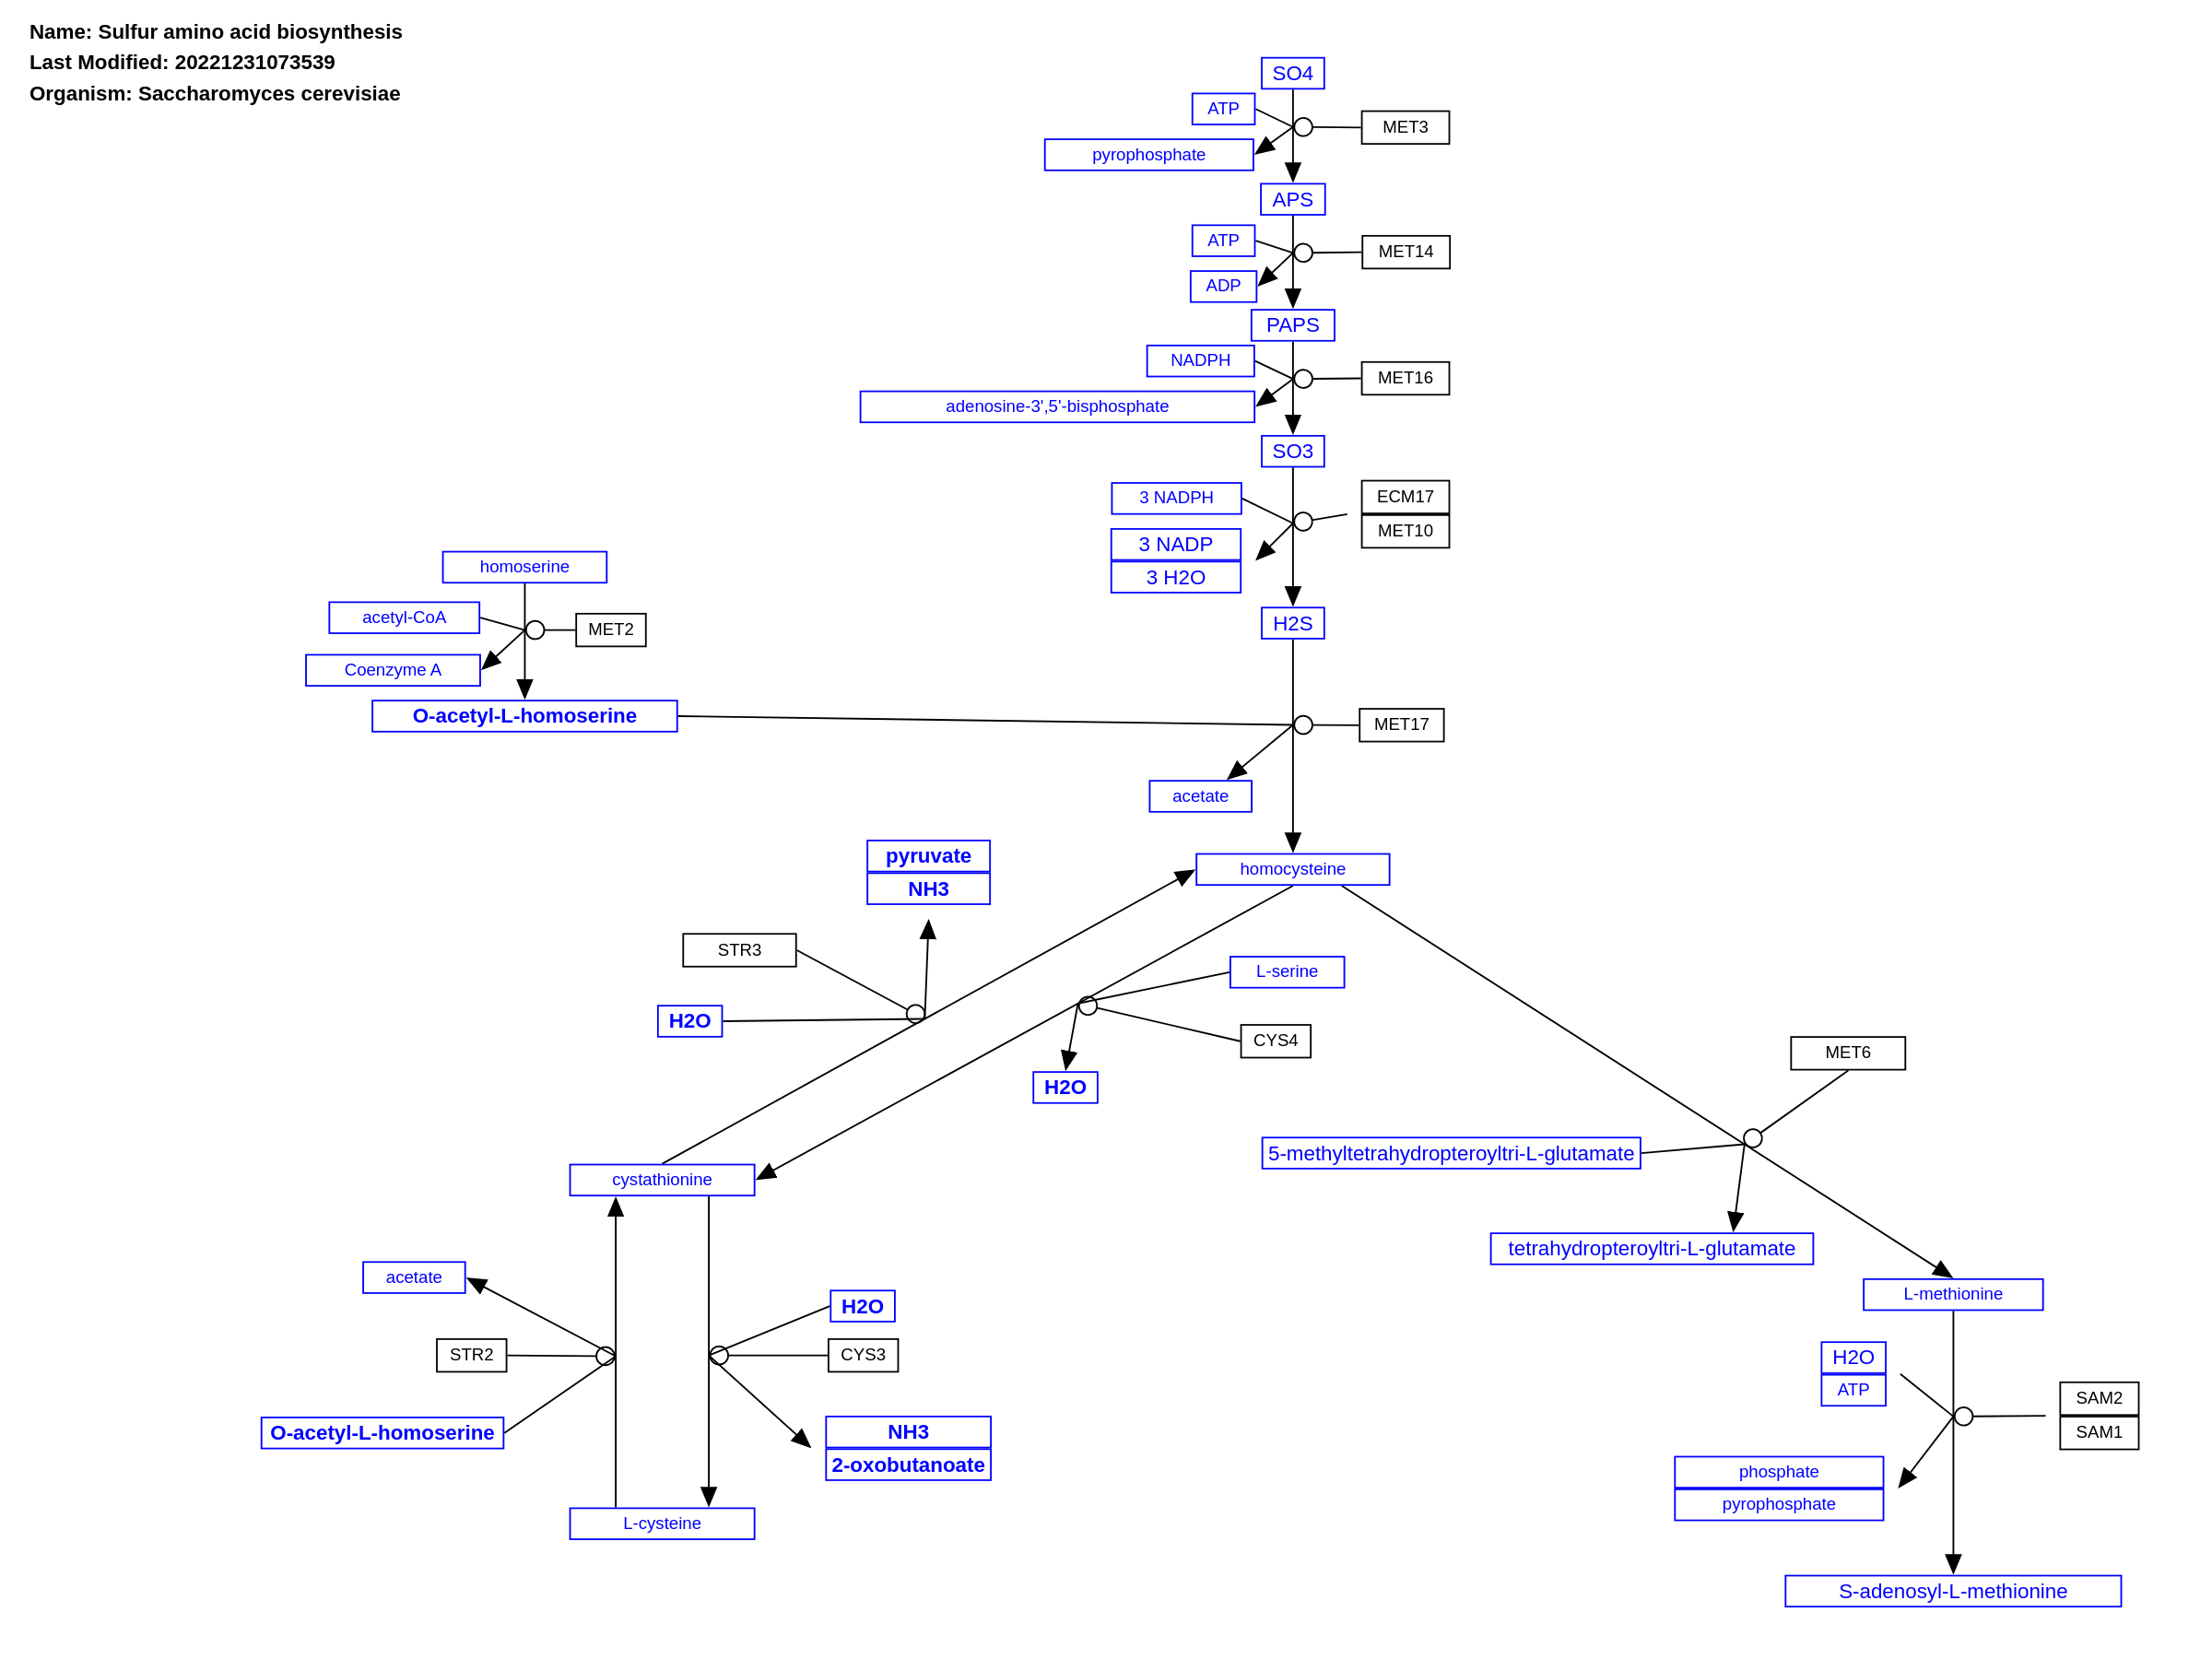 Name: Sulfur amino acid biosynthesis
Last Modified: 20221231073539
Organism: Saccharomyces cerevisiae
SO4
ATP
MET3
pyrophosphate
APS
ATP
MET14
ADP
PAPS
NADPH
MET16
adenosine-3',5'-bisphosphate
SO3
3 NADPH
ECM17
MET10
3 NADP
3 H2O
homoserine
acetyl-CoA
MET2
H2S
Coenzyme A
O-acetyl-L-homoserine
MET17
acetate
pyruvate
NH3
homocysteine
STR3
L-serine
H2O
CYS4
MET6
H2O
5-methyltetrahydropteroyltri-L-glutamate
cystathionine
tetrahydropteroyltri-L-glutamate
acetate
L-methionine
H2O
STR2
CYS3
H2O
ATP
SAM2
SAM1
O-acetyl-L-homoserine
NH3
2-oxobutanoate
phosphate
pyrophosphate
L-cysteine
S-adenosyl-L-methionine